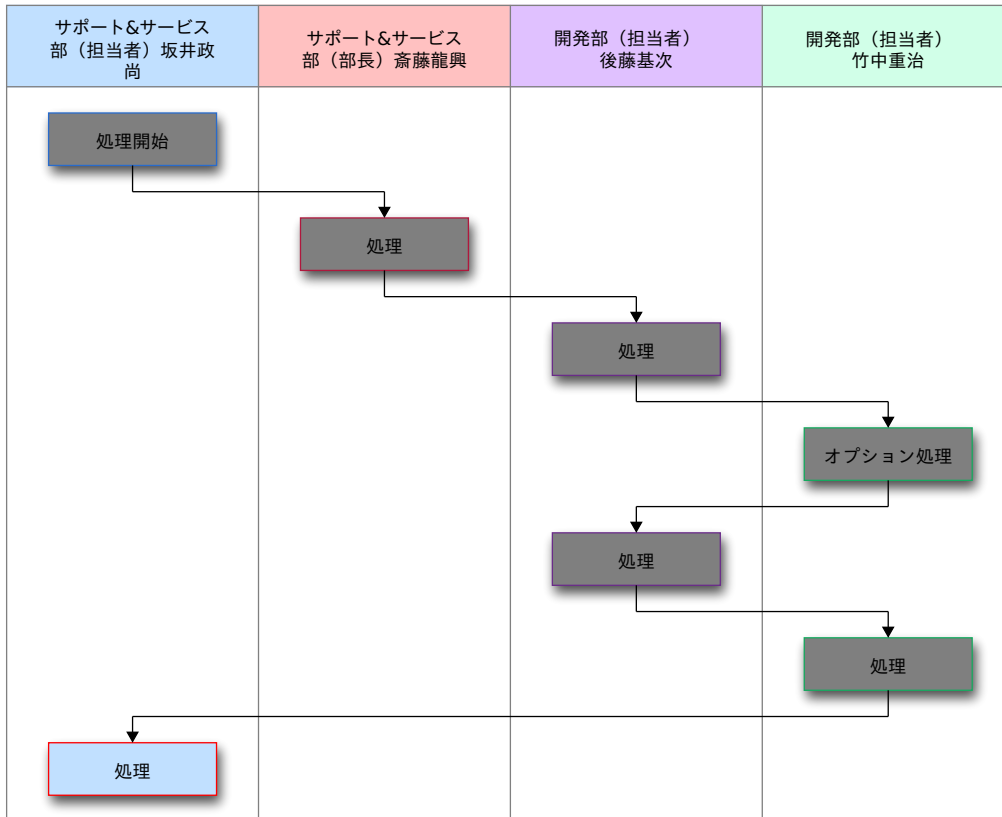 サポート&サービス
部（担当者）坂井政
尚
サポート&サービス
部（部長）斎藤龍興
開発部（担当者）
後藤基次
開発部（担当者）
竹中重治
処理開始
処理
処理
オプション処理
処理
処理
処理